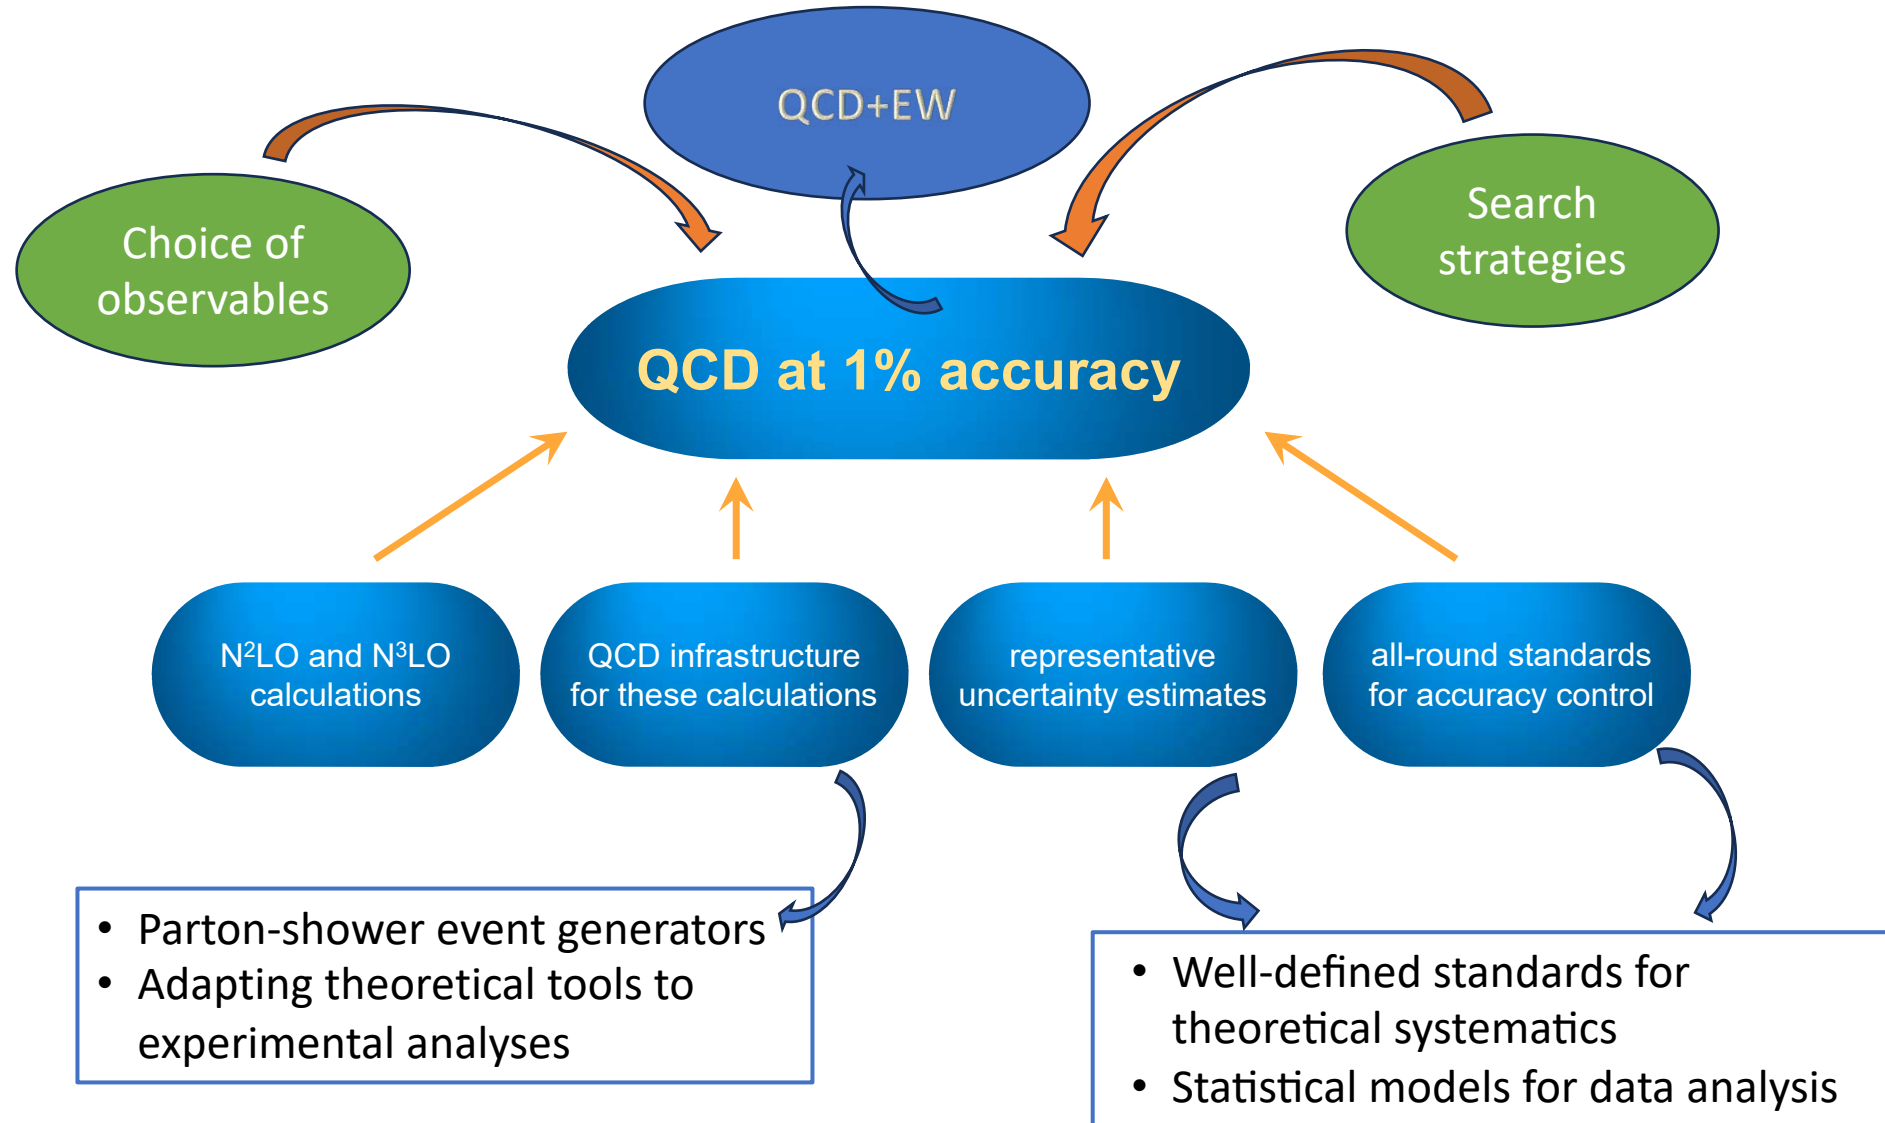 QCD+EW
Choice of
observables
Search
strategies
QCD at 1% accuracy
N²LO and N³LO
calculations
QCD infrastructure
for these calculations
representative
uncertainty estimates
all-round standards
for accuracy control
• Parton-shower event generators
• Adapting theoretical tools to
experimental analyses
• Well-defined standards for
theoretical systematics
• Statistical models for data analysis